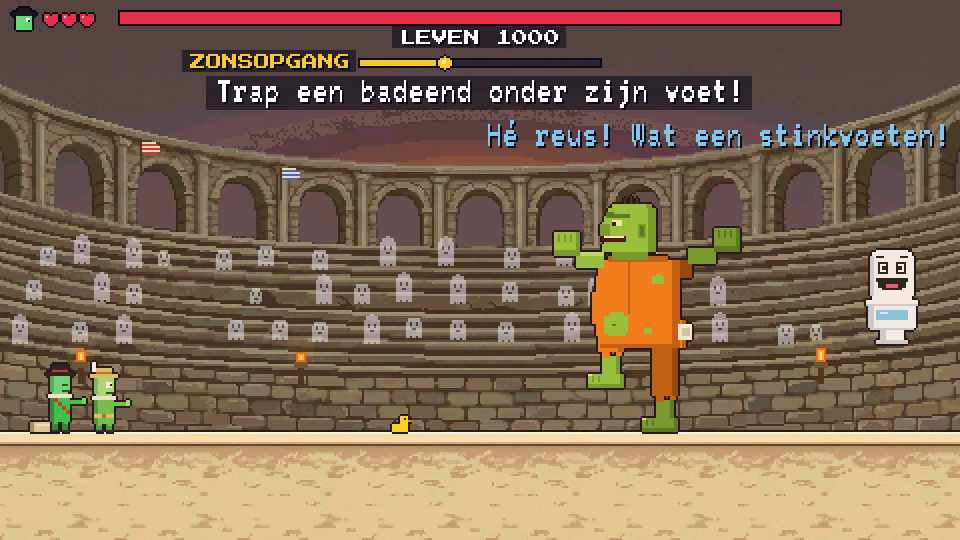 LEVEN 1000
ZONSOPGANG
Trap een badeend onder zijn voet!
Hé reus! Wat een stinkvoeten!